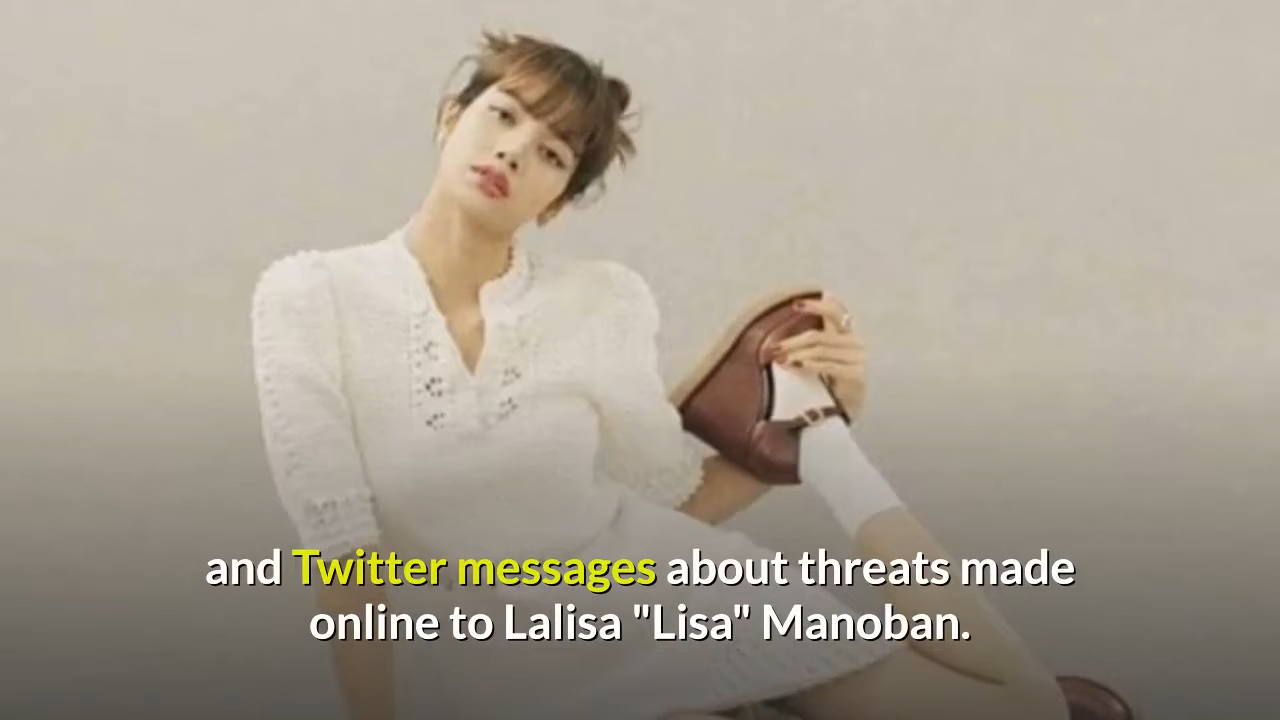 and Twitter messages about threats made
online to Lalisa "Lisa" Manoban.